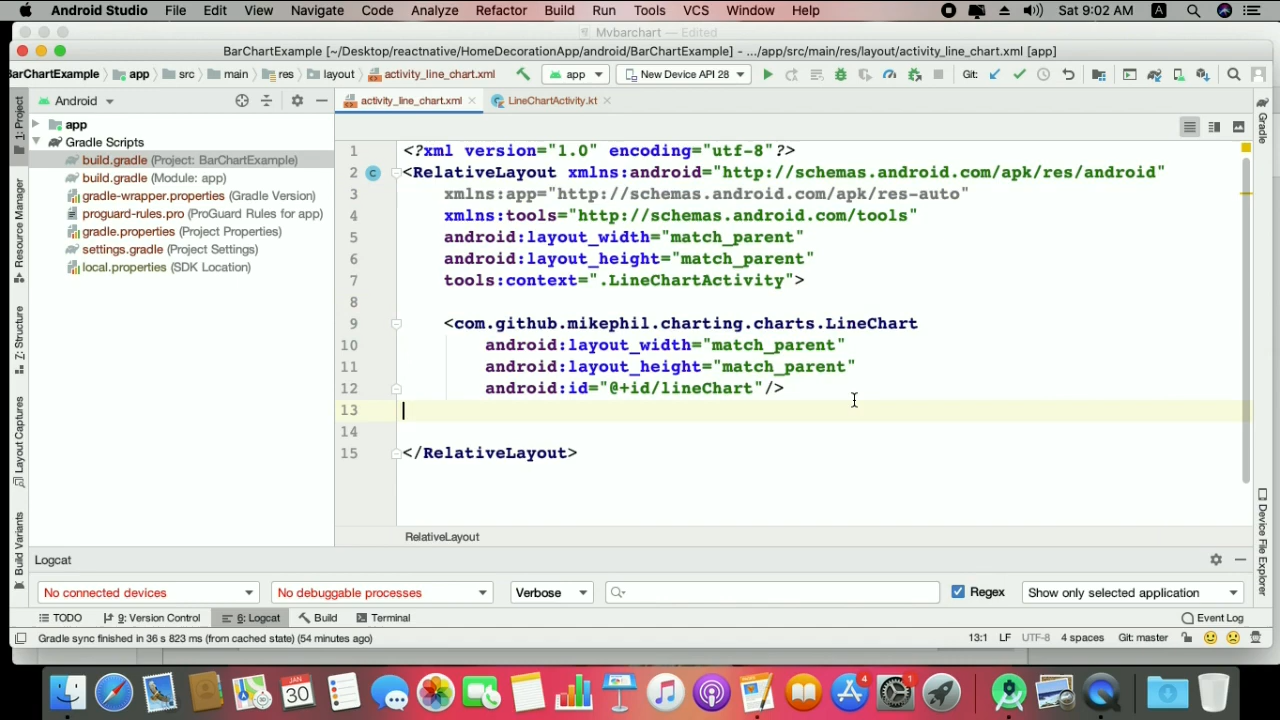 Android Studio File Edit View Navigate Code Analyze Refactor Build Run Tools VCS Window Help Sat 9:02 AM A
Mvbarchart — Edited
BarChartExample [~/Desktop/reactnative/HomeDecorationApp/android/BarChartExample] - .../app/src/main/res/layout/activity_line_chart.xml [app]
BarChartExample app src main res layout activity_line_chart.xml app New Device API 28 Git:
Android activity_line_chart.xml LineChartActivity.kt
1: Project
Resource Manager
Z: Structure
Layout Captures
Build Variants
app
Gradle Scripts
build.gradle (Project: BarChartExample)
build.gradle (Module: app)
gradle-wrapper.properties (Gradle Version)
proguard-rules.pro (ProGuard Rules for app)
gradle.properties (Project Properties)
settings.gradle (Project Settings)
local.properties (SDK Location)
1 <?xml version="1.0" encoding="utf-8"?>
2 <RelativeLayout xmlns:android="http://schemas.android.com/apk/res/android"
3 xmlns:app="http://schemas.android.com/apk/res-auto"
4 xmlns:tools="http://schemas.android.com/tools"
5 android:layout_width="match_parent"
6 android:layout_height="match_parent"
7 tools:context=".LineChartActivity">
8
9 <com.github.mikephil.charting.charts.LineChart
10 android:layout_width="match_parent"
11 android:layout_height="match_parent"
12 android:id="@+id/lineChart"/>
13
14
15 </RelativeLayout>
RelativeLayout
Gradle
Device File Explorer
Logcat
No connected devices No debuggable processes Verbose Regex Show only selected application
TODO 9: Version Control 6: Logcat Build Terminal Event Log
Gradle sync finished in 36 s 823 ms (from cached state) (54 minutes ago) 13:1 LF UTF-8 4 spaces Git: master
JAN
30
4
1